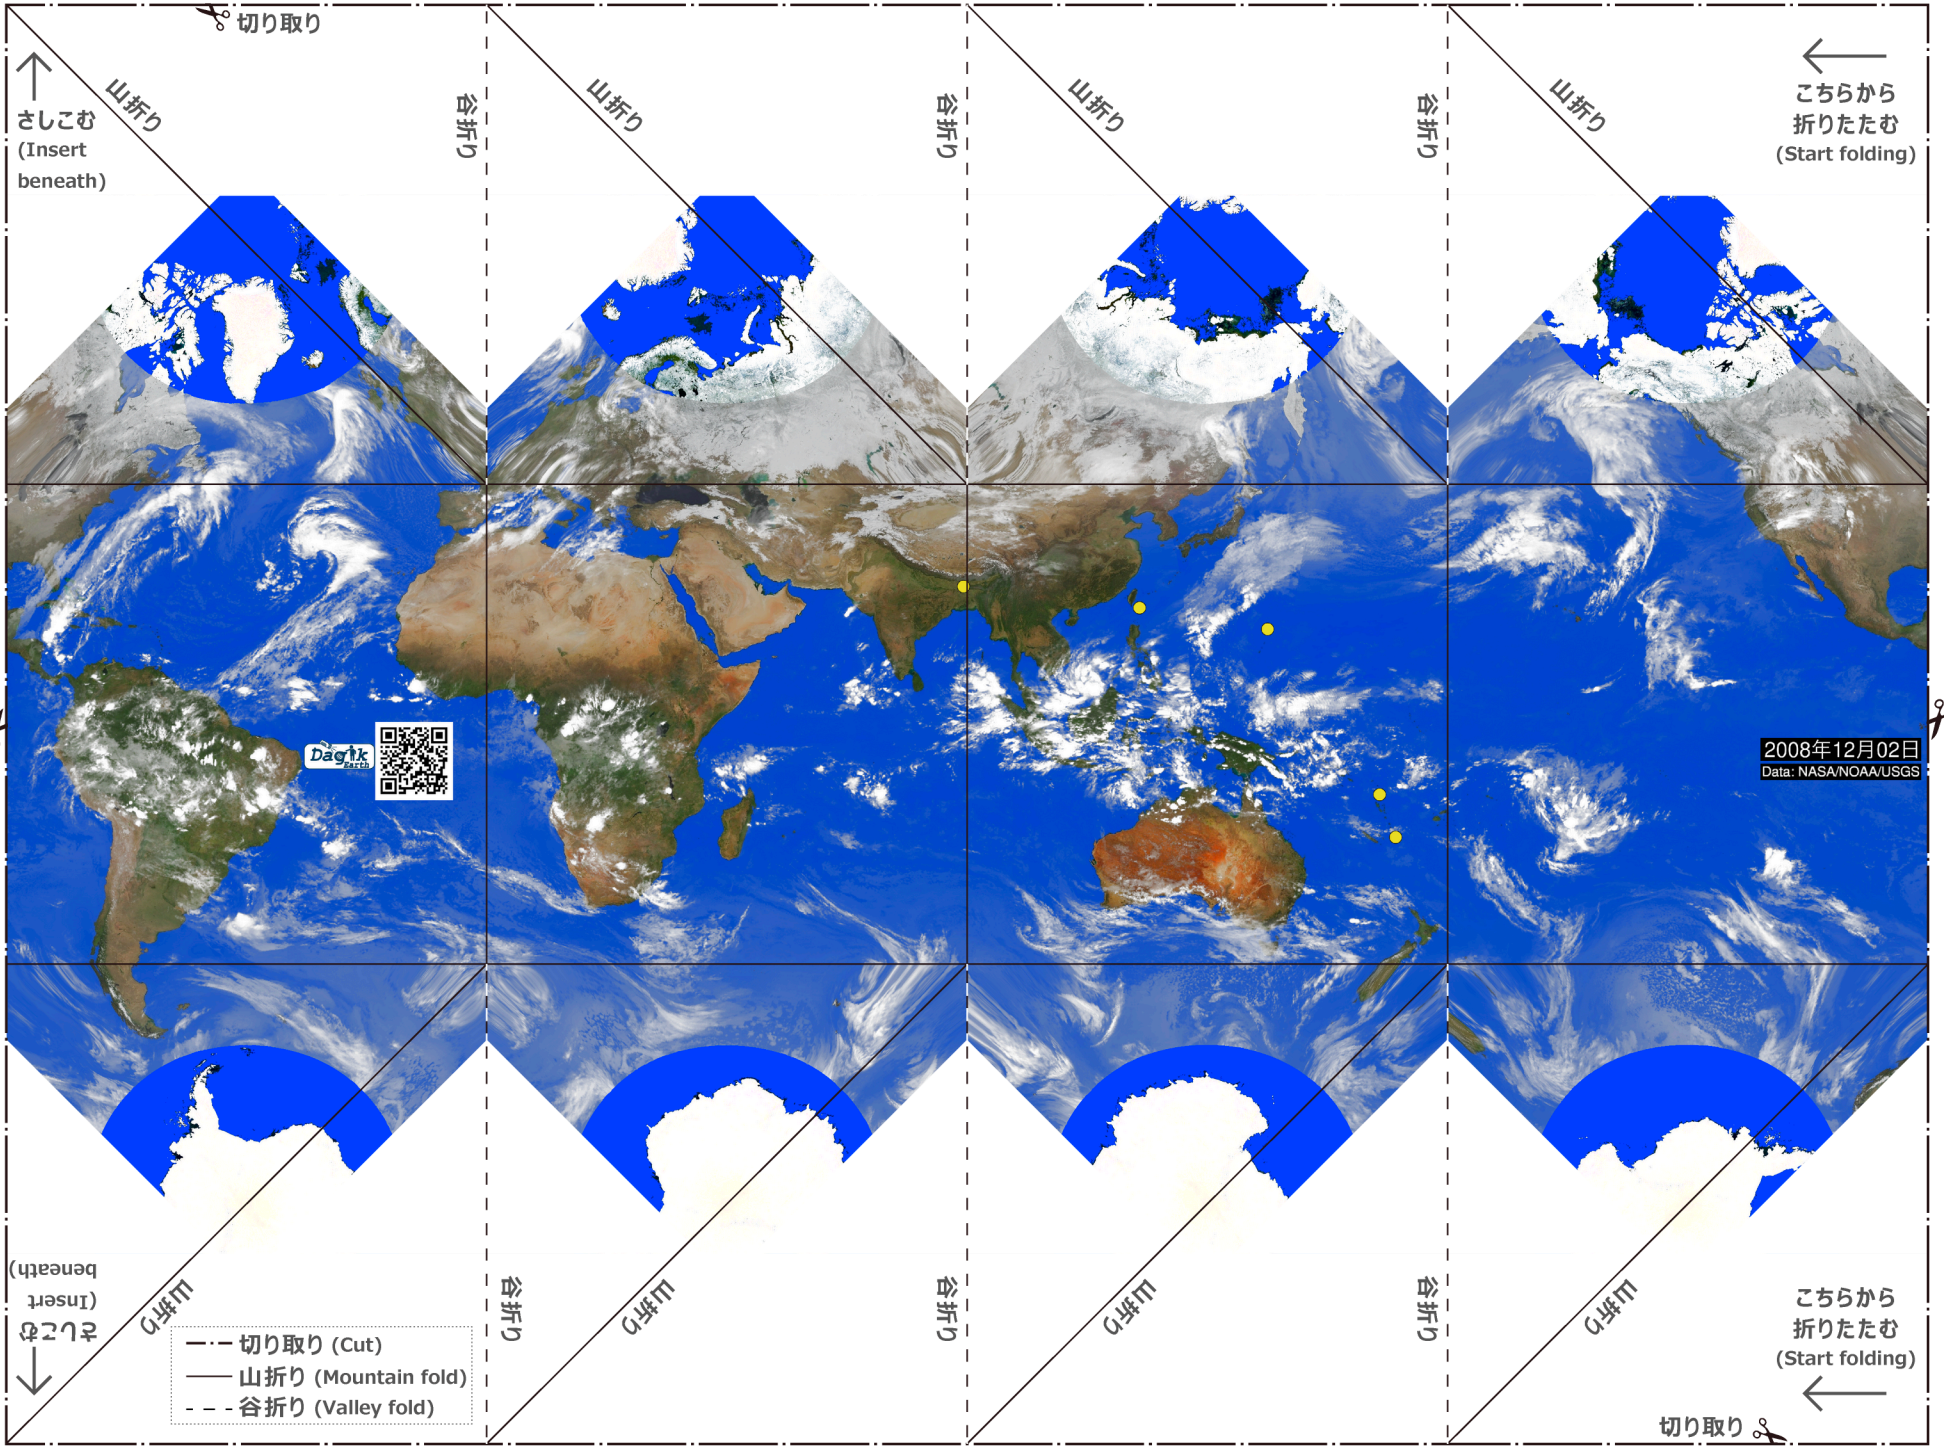 切り取り
山折り
谷折り
山折り
谷折り
山折り
谷折り
山折り
さしこむ
(Insert
beneath)
こちらから
折りたたむ
(Start folding)
Dagik
Earth
2008年12月02日
Data: NASA/NOAA/USGS
さしこむ
(Insert
beneath)
山折り
谷折り
山折り
谷折り
山折り
谷折り
山折り
こちらから
折りたたむ
(Start folding)
切り取り (Cut)
山折り (Mountain fold)
谷折り (Valley fold)
切り取り